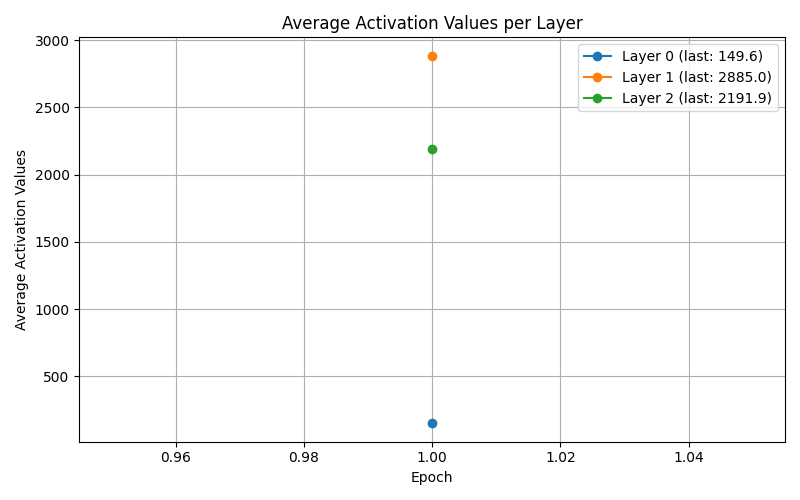 Average Activation Values per Layer
Average Activation Values
3000
2500
2000
1500
1000
500
Layer 0 (last: 149.6)
Layer 1 (last: 2885.0)
Layer 2 (last: 2191.9)
0.96 0.98 1.00 1.02 1.04
Epoch